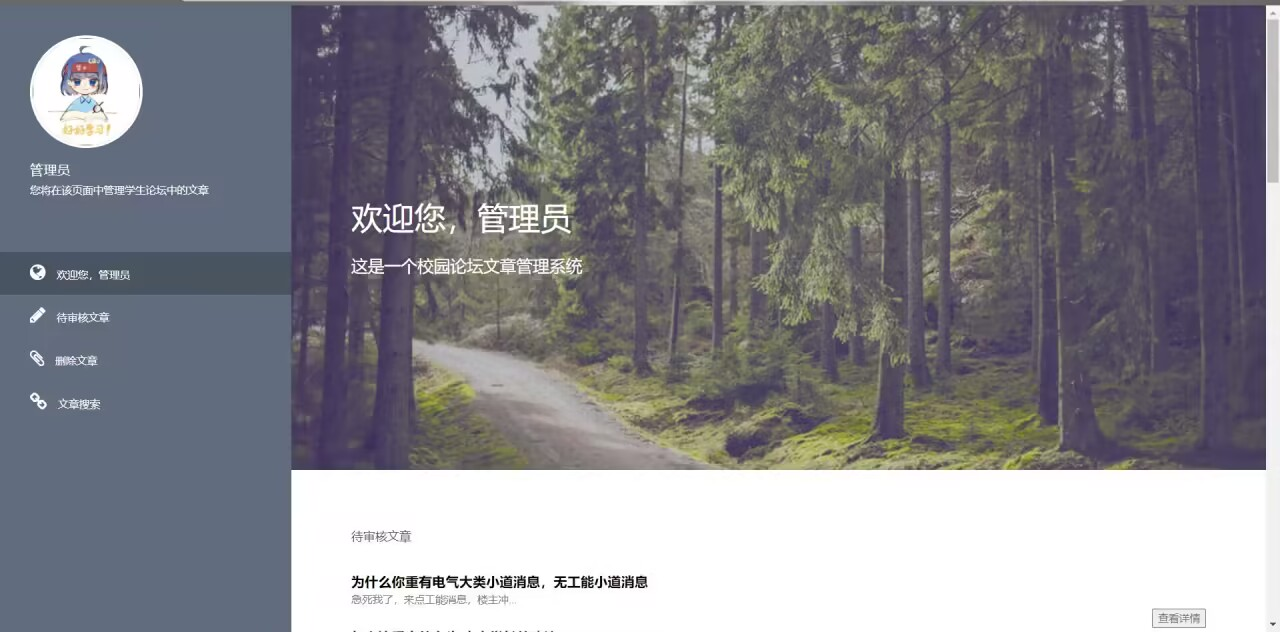 好好学习!
管理员
您将在该页面中管理学生论坛中的文章
欢迎您，管理员
待审核文章
删除文章
文章搜索
欢迎您，管理员
这是一个校园论坛文章管理系统
待审核文章
为什么你重有电气大类小道消息，无工能小道消息
急死我了，来点工能消息，楼主冲...
查看详情